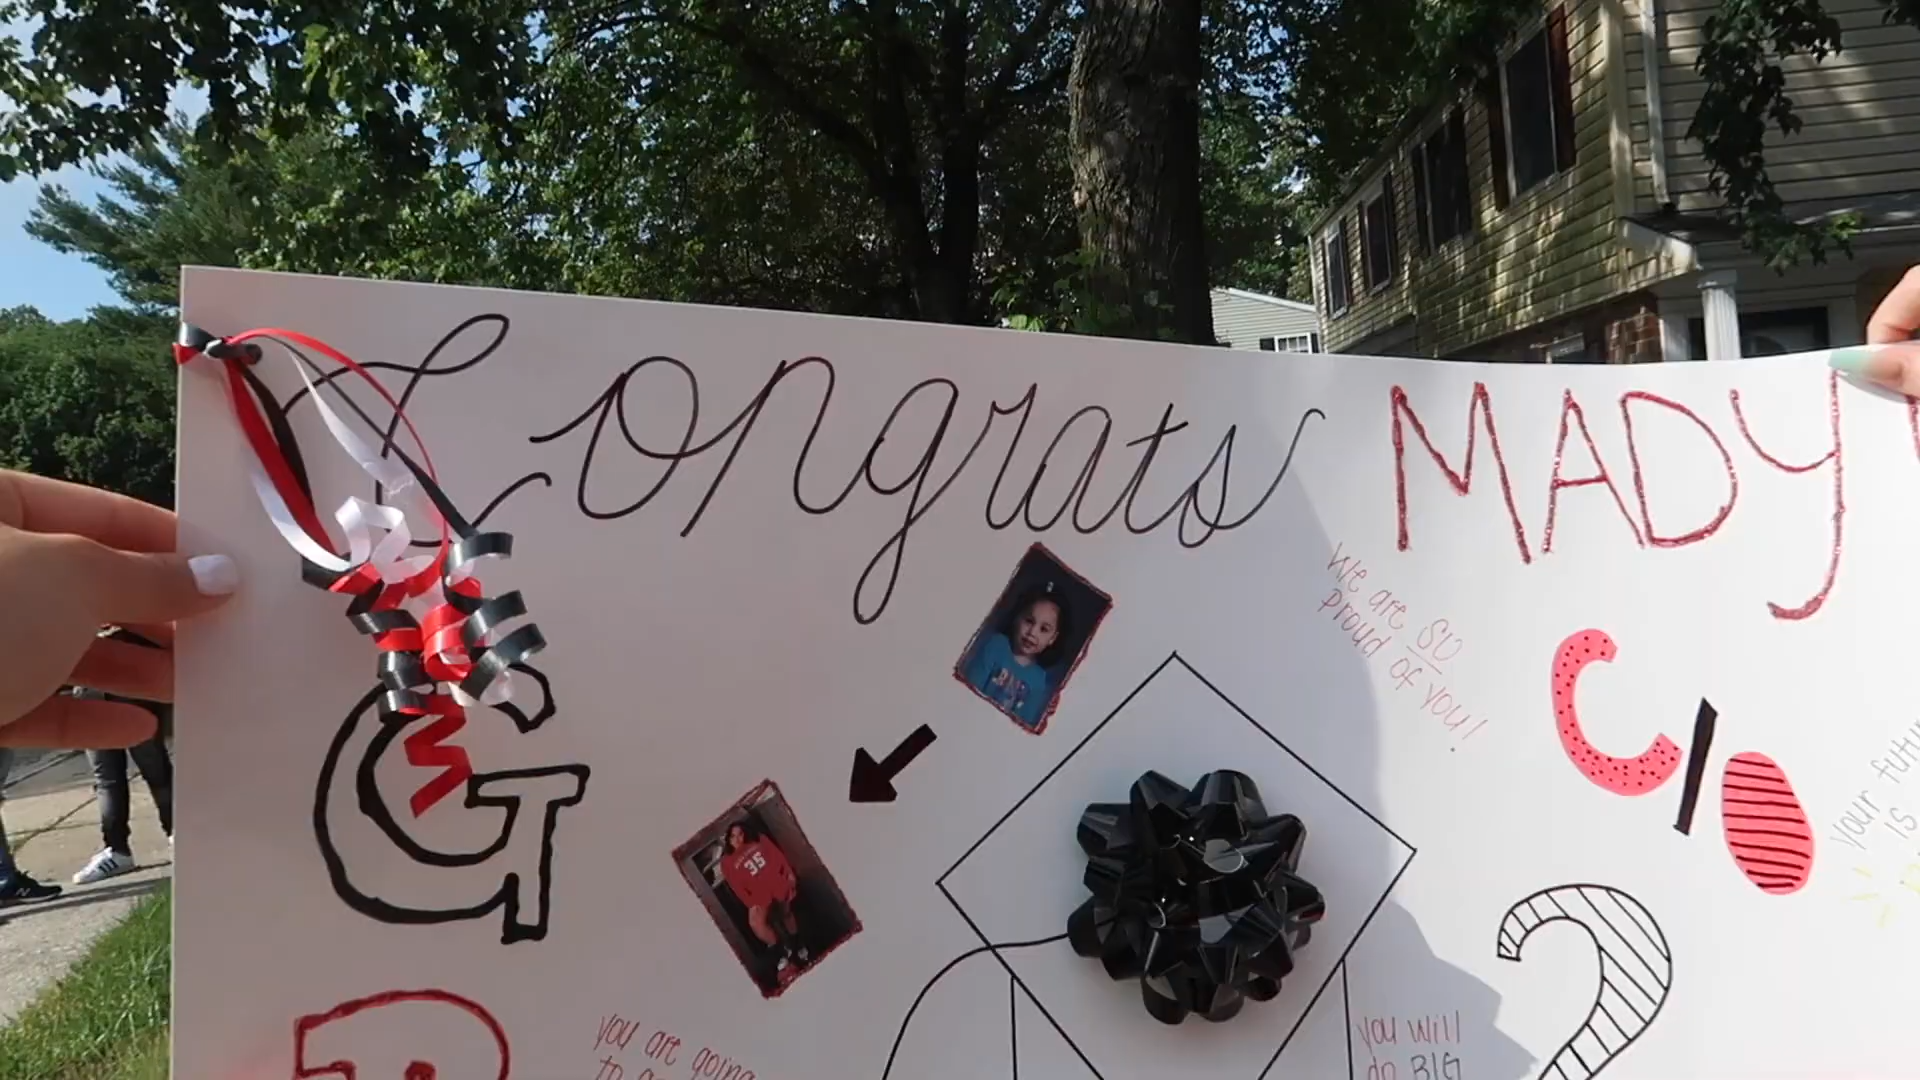 Congrats MADY
We are SO
proud of you!
C/O
G
35
your futu
is
2
R
you are going
you will
do BIG